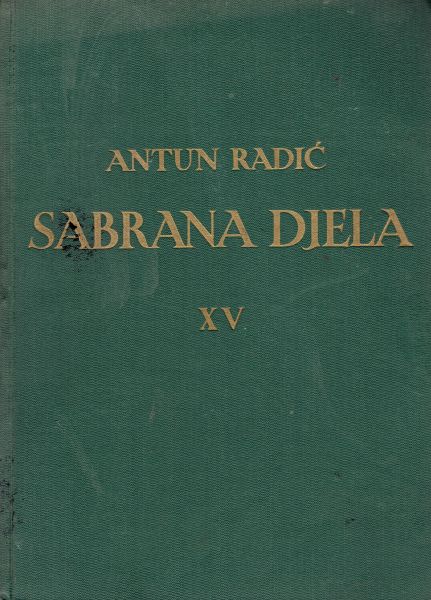 ANTUN RADIĆ
SABRANA DJELA
XV